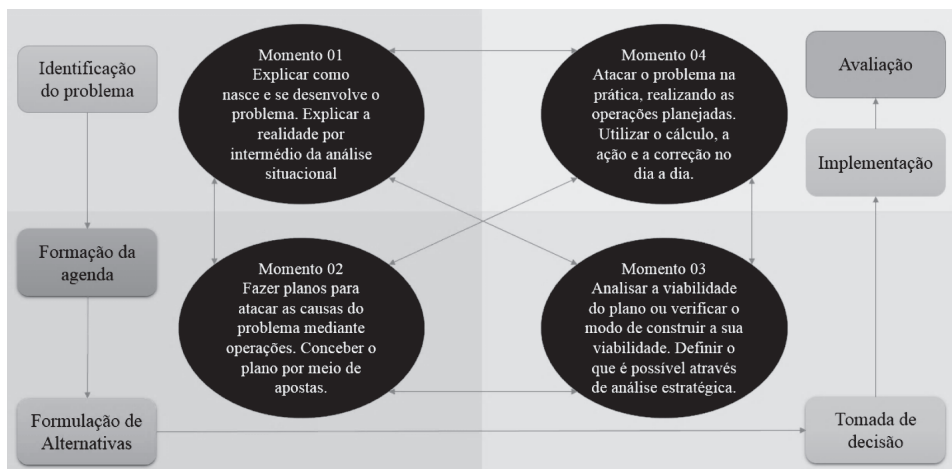 Identificação
do problema
Momento 01
Explicar como
nasce e se desenvolve o
problema. Explicar a
realidade por
intermédio da análise
situacional
Momento 04
Atacar o problema na
prática, realizando as
operações planejadas.
Utilizar o cálculo, a
ação e a correção no
dia a dia.
Avaliação
Implementação
Formação da
agenda
Momento 02
Fazer planos para
atacar as causas do
problema mediante
operações. Conceber o
plano por meio de
apostas.
Momento 03
Analisar a viabilidade
do plano ou verificar o
modo de construir a sua
viabilidade. Definir o
que é possível através
de análise estratégica.
Formulação de
Alternativas
Tomada de
decisão